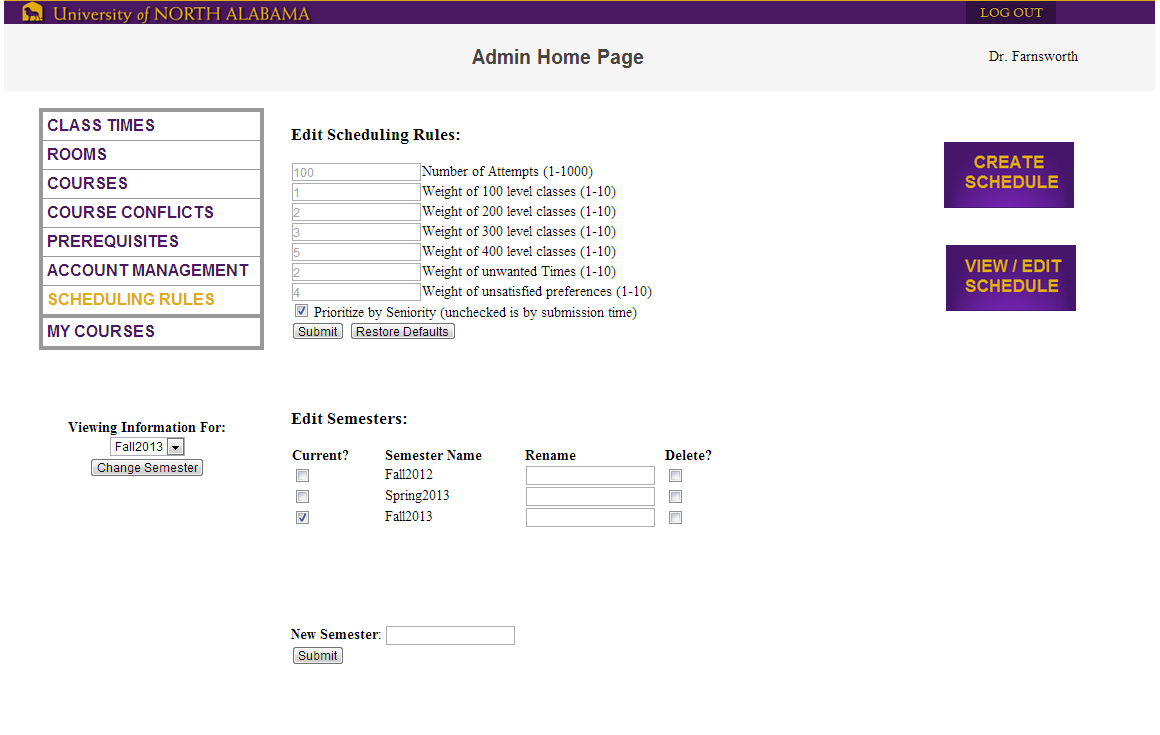 University of NORTH ALABAMA
LOG OUT
Admin Home Page
Dr. Farnsworth
CLASS TIMES
ROOMS
COURSES
COURSE CONFLICTS
PREREQUISITES
ACCOUNT MANAGEMENT
SCHEDULING RULES
MY COURSES
Viewing Information For:
Fall2013
Change Semester
Edit Scheduling Rules:
100 Number of Attempts (1-1000)
1 Weight of 100 level classes (1-10)
2 Weight of 200 level classes (1-10)
3 Weight of 300 level classes (1-10)
5 Weight of 400 level classes (1-10)
2 Weight of unwanted Times (1-10)
4 Weight of unsatisfied preferences (1-10)
Prioritize by Seniority (unchecked is by submission time)
Submit Restore Defaults
Edit Semesters:
Current? Semester Name Rename Delete?
Fall2012
Spring2013
Fall2013
New Semester:
Submit
CREATE
SCHEDULE
VIEW / EDIT
SCHEDULE